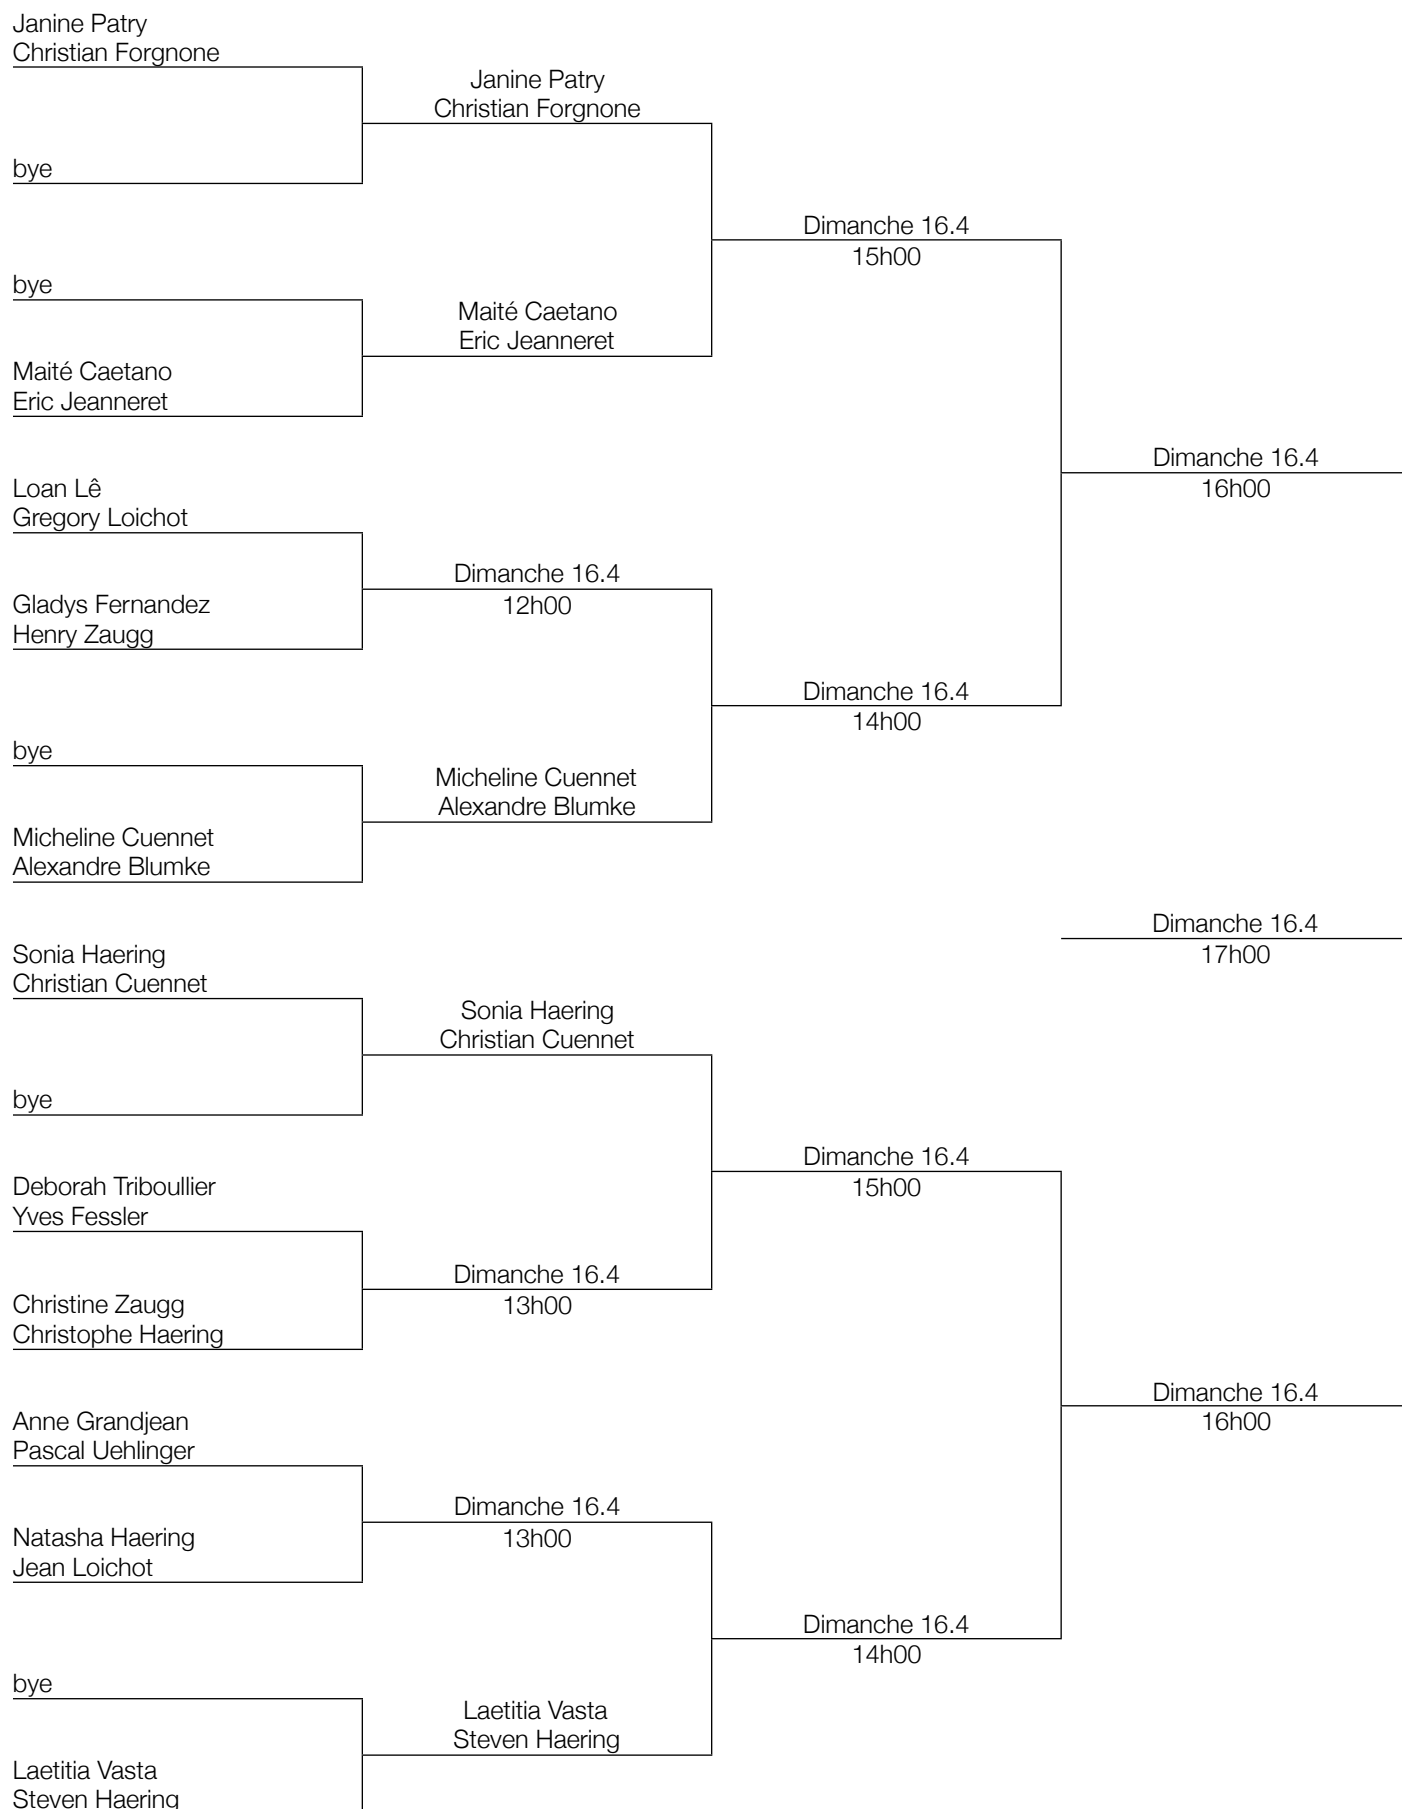 Janine Patry
Christian Forgnone
Janine Patry
Christian Forgnone
bye
Dimanche 16.4
15h00
bye
Maité Caetano
Eric Jeanneret
Maité Caetano
Eric Jeanneret
Dimanche 16.4
16h00
Loan Lê
Gregory Loichot
Dimanche 16.4
12h00
Gladys Fernandez
Henry Zaugg
Dimanche 16.4
14h00
bye
Micheline Cuennet
Alexandre Blumke
Micheline Cuennet
Alexandre Blumke
Dimanche 16.4
17h00
Sonia Haering
Christian Cuennet
Sonia Haering
Christian Cuennet
bye
Dimanche 16.4
15h00
Deborah Triboullier
Yves Fessler
Dimanche 16.4
13h00
Christine Zaugg
Christophe Haering
Dimanche 16.4
16h00
Anne Grandjean
Pascal Uehlinger
Dimanche 16.4
13h00
Natasha Haering
Jean Loichot
Dimanche 16.4
14h00
bye
Laetitia Vasta
Steven Haering
Laetitia Vasta
Steven Haering